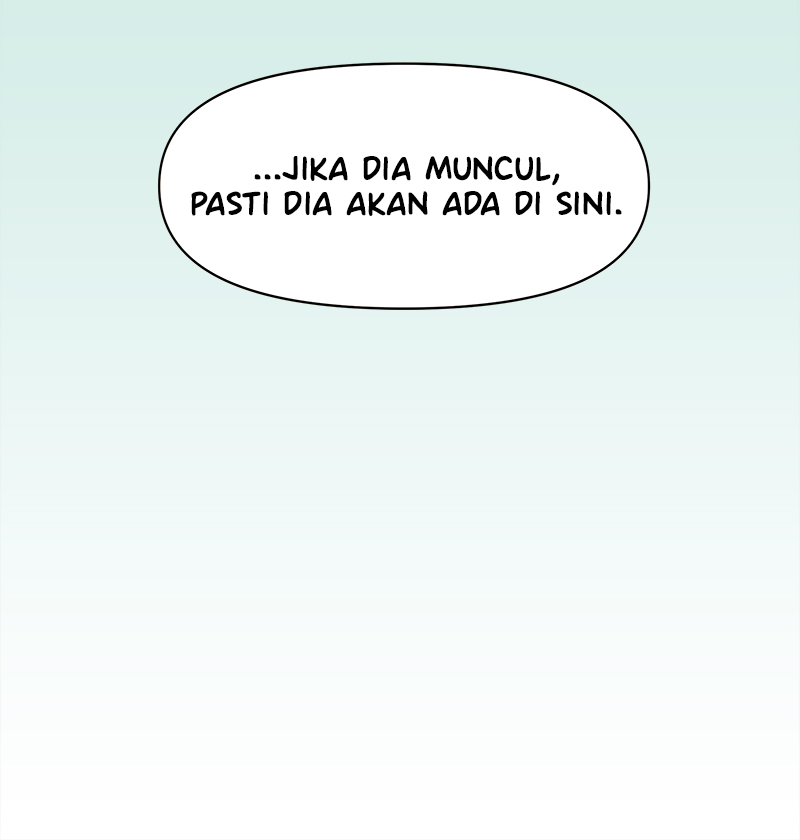 ...JIKA DIA MUNCUL,
PASTI DIA AKAN ADA DI SINI.